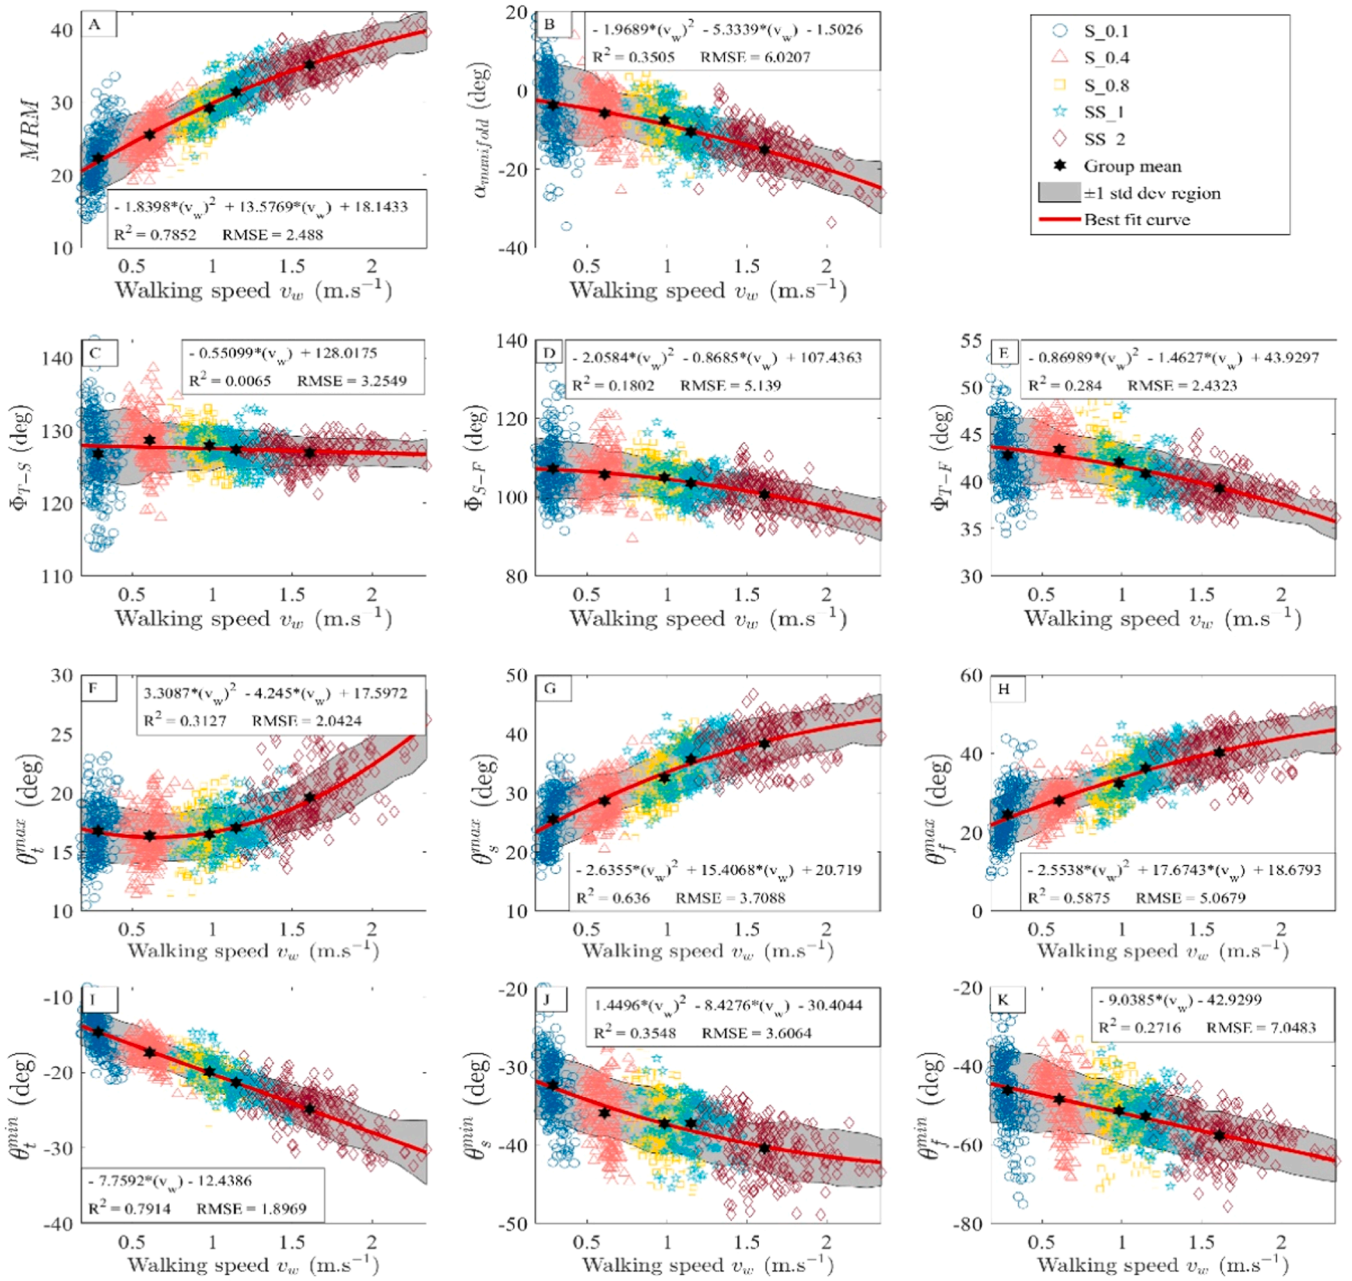 A
40
30
20
10
MRM
- 1.8398*(v_w)^2 + 13.5769*(v_w) + 18.1433
R^2 = 0.7852 RMSE = 2.488
0.5 1 1.5 2
Walking speed v_w (m.s^−1)
B
20
0
-20
-40
α_manifold (deg)
- 1.9689*(v_w)^2 - 5.3339*(v_w) - 1.5026
R^2 = 0.3505 RMSE = 6.0207
0.5 1 1.5 2
Walking speed v_w (m.s^−1)
S_0.1
S_0.4
S_0.8
SS_1
SS_2
Group mean
±1 std dev region
Best fit curve
C
140
130
120
110
Φ_T−S (deg)
- 0.55099*(v_w) + 128.0175
R^2 = 0.0065 RMSE = 3.2549
0.5 1 1.5 2
Walking speed v_w (m.s^−1)
D
140
120
100
80
Φ_S−F (deg)
- 2.0584*(v_w)^2 - 0.8685*(v_w) + 107.4363
R^2 = 0.1802 RMSE = 5.139
0.5 1 1.5 2
Walking speed v_w (m.s^−1)
E
55
50
45
40
35
30
Φ_T−F (deg)
- 0.86989*(v_w)^2 - 1.4627*(v_w) + 43.9297
R^2 = 0.284 RMSE = 2.4323
0.5 1 1.5 2
Walking speed v_w (m.s^−1)
F
30
25
20
15
10
θ_t^max (deg)
3.3087*(v_w)^2 - 4.245*(v_w) + 17.5972
R^2 = 0.3127 RMSE = 2.0424
0.5 1 1.5 2
Walking speed v_w (m.s^−1)
G
50
40
30
20
10
θ_s^max (deg)
- 2.6355*(v_w)^2 + 15.4068*(v_w) + 20.719
R^2 = 0.636 RMSE = 3.7088
0.5 1 1.5 2
Walking speed v_w (m.s^−1)
H
60
40
20
0
θ_f^max (deg)
- 2.5538*(v_w)^2 + 17.6743*(v_w) + 18.6793
R^2 = 0.5875 RMSE = 5.0679
0.5 1 1.5 2
Walking speed v_w (m.s^−1)
I
-10
-20
-30
-40
θ_t^min (deg)
- 7.7592*(v_w) - 12.4386
R^2 = 0.7914 RMSE = 1.8969
0.5 1 1.5 2
Walking speed v_w (m.s^−1)
J
-20
-30
-40
-50
θ_s^min (deg)
1.4496*(v_w)^2 - 8.4276*(v_w) - 30.4044
R^2 = 0.3548 RMSE = 3.6064
0.5 1 1.5 2
Walking speed v_w (m.s^−1)
K
-20
-40
-60
-80
θ_f^min (deg)
- 9.0385*(v_w) - 42.9299
R^2 = 0.2716 RMSE = 7.0483
0.5 1 1.5 2
Walking speed v_w (m.s^−1)